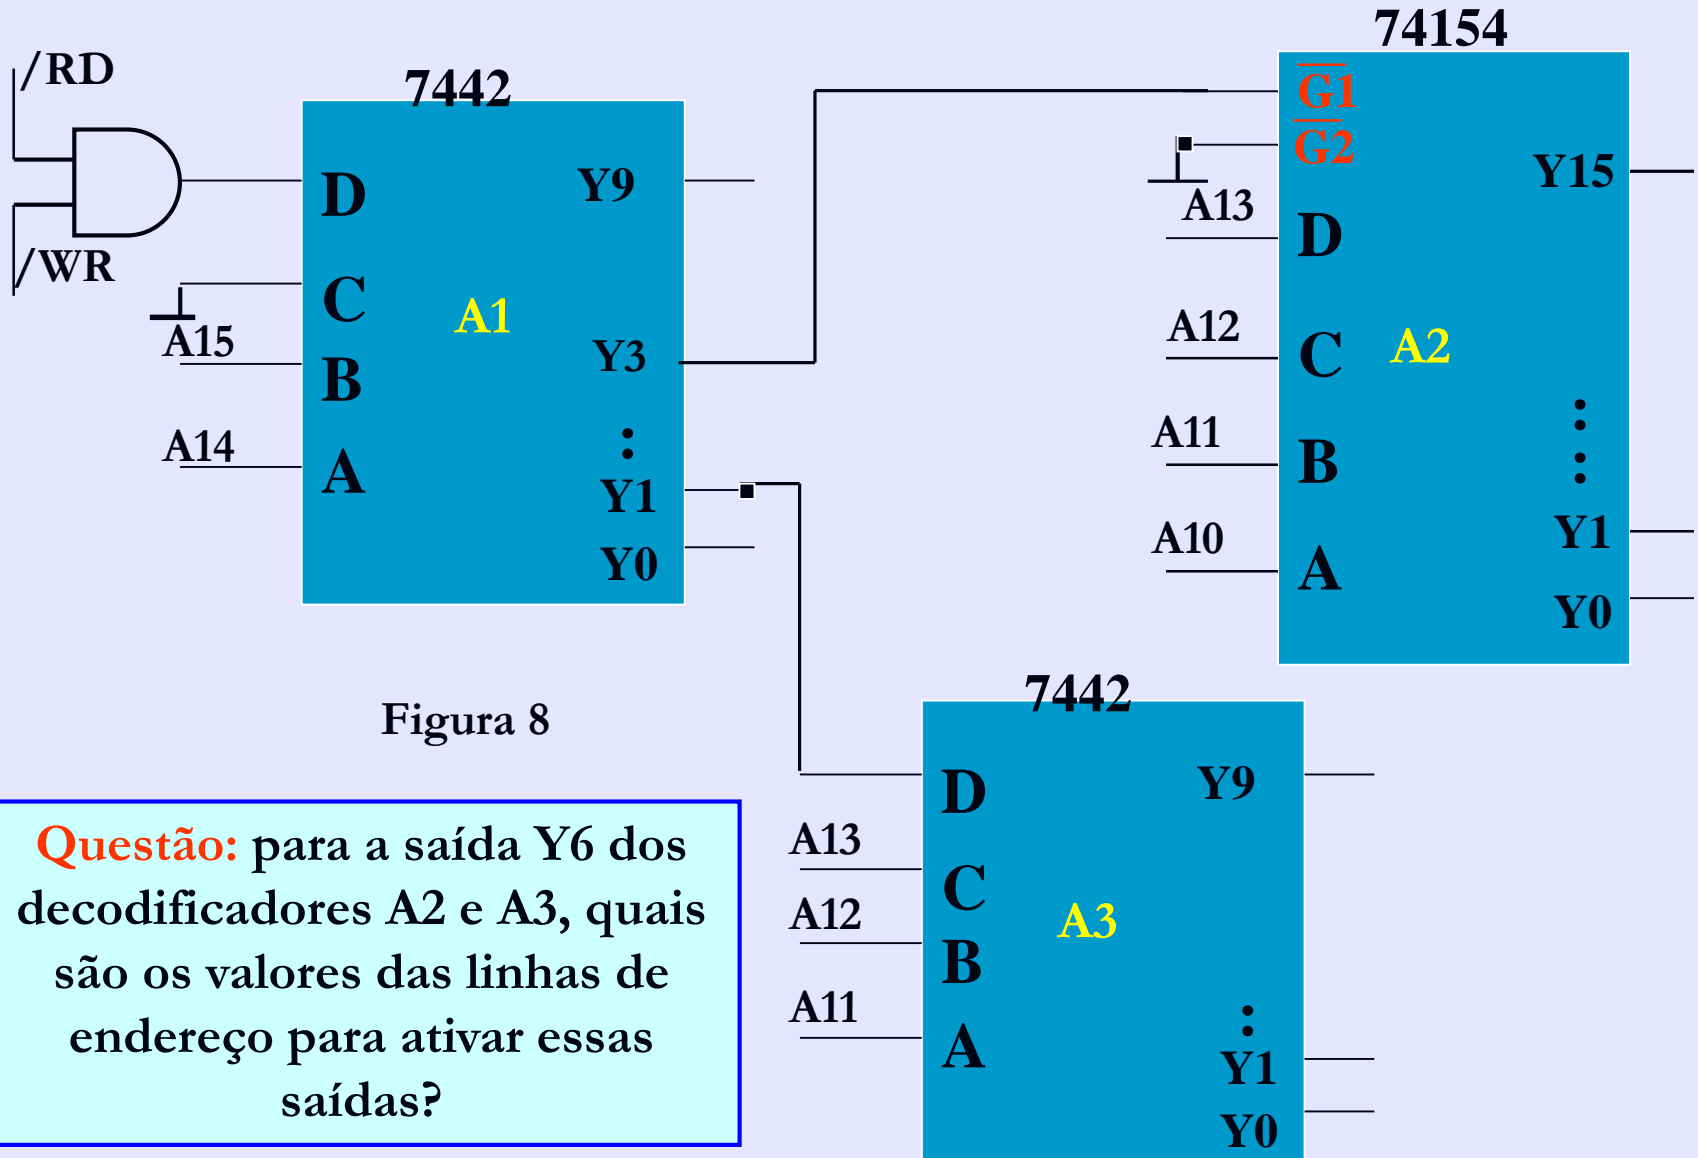 74154
/RD
7442
G1
G2
D
Y9
Y15
/WR
A13
D
C
A1
A15
B
Y3
A12
C
A2
A14
A
Y1
Y0
A11
B
A10
A
Y1
Y0
Figura 8
7442
D
Y9
A13
C
A12
B
A3
A11
A
Y1
Y0
Questão: para a saída Y6 dos
decodificadores A2 e A3, quais
são os valores das linhas de
endereço para ativar essas
saídas?